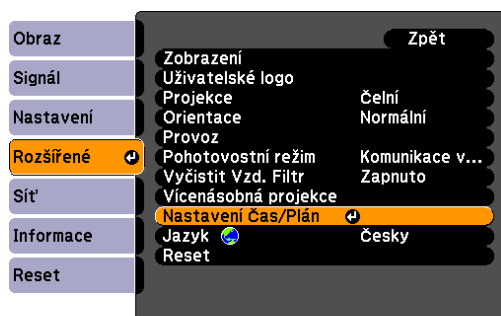 Obraz
Signál
Nastavení
Rozšířené
Síť
Informace
Reset
Zpět
Zobrazení
Uživatelské logo
Projekce Čelní
Orientace Normální
Provoz
Pohotovostní režim Komunikace v...
Vyčistit Vzd. Filtr Zapnuto
Vícenásobná projekce
Nastavení Čas/Plán
Jazyk Česky
Reset